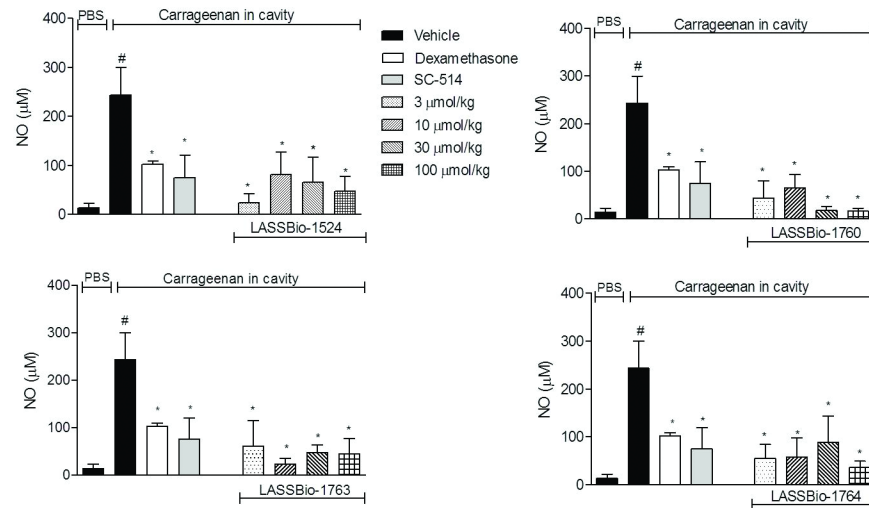 PBS
Carrageenan in cavity
400
300
200
100
0
NO (μM)
#
*
*
*
*
*
*
LASSBio-1524
Vehicle
Dexamethasone
SC-514
3 μmol/kg
10 μmol/kg
30 μmol/kg
100 μmol/kg
PBS
Carrageenan in cavity
400
300
200
100
0
NO (μM)
#
*
*
*
*
*
*
LASSBio-1760
PBS
Carrageenan in cavity
400
300
200
100
0
NO (μM)
#
*
*
*
*
*
*
LASSBio-1763
PBS
Carrageenan in cavity
400
300
200
100
0
NO (μM)
#
*
*
*
*
*
*
LASSBio-1764